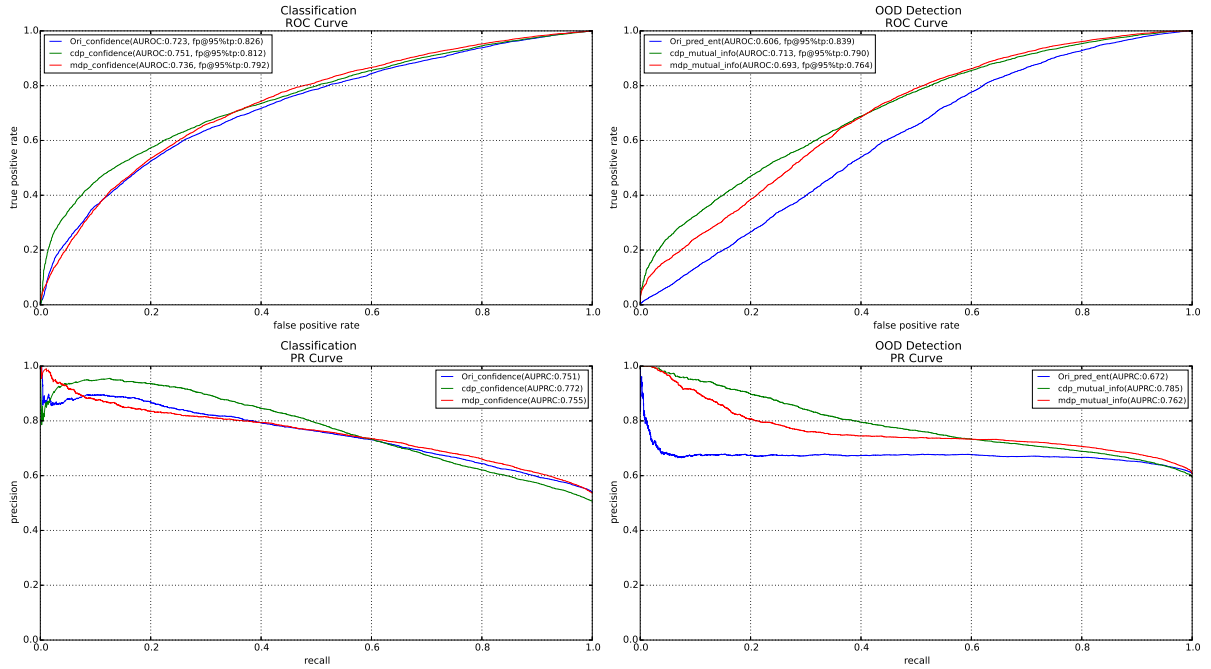 Classification
ROC Curve
1.0
0.8
0.6
0.4
0.2
0.0
true positive rate
Ori_confidence(AUROC:0.723, fp@95%tp:0.826)
cdp_confidence(AUROC:0.751, fp@95%tp:0.812)
mdp_confidence(AUROC:0.736, fp@95%tp:0.792)
0.0 0.2 0.4 0.6 0.8 1.0
false positive rate
OOD Detection
ROC Curve
1.0
0.8
0.6
0.4
0.2
0.0
true positive rate
Ori_pred_ent(AUROC:0.606, fp@95%tp:0.839)
cdp_mutual_info(AUROC:0.713, fp@95%tp:0.790)
mdp_mutual_info(AUROC:0.693, fp@95%tp:0.764)
0.0 0.2 0.4 0.6 0.8 1.0
false positive rate
Classification
PR Curve
1.0
0.8
0.6
0.4
0.2
0.0
precision
Ori_confidence(AUPRC:0.751)
cdp_confidence(AUPRC:0.772)
mdp_confidence(AUPRC:0.755)
0.0 0.2 0.4 0.6 0.8 1.0
recall
OOD Detection
PR Curve
1.0
0.8
0.6
0.4
0.2
0.0
precision
Ori_pred_ent(AUPRC:0.672)
cdp_mutual_info(AUPRC:0.785)
mdp_mutual_info(AUPRC:0.762)
0.0 0.2 0.4 0.6 0.8 1.0
recall